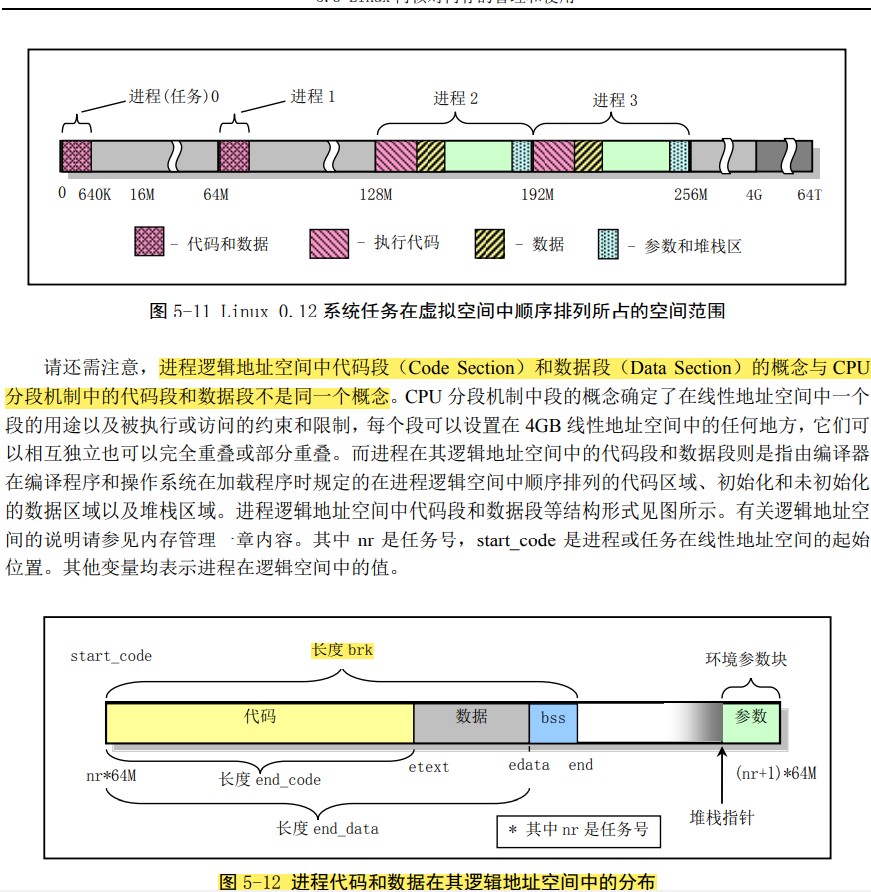 进程(任务)0 进程 1 进程 2 进程 3
0 640K 16M 64M 128M 192M 256M 4G 64T
- 代码和数据 - 执行代码 - 数据 - 参数和堆栈区
图 5-11 Linux 0.12 系统任务在虚拟空间中顺序排列所占的空间范围
请还需注意，进程逻辑地址空间中代码段（Code Section）和数据段（Data Section）的概念与 CPU
分段机制中的代码段和数据段不是同一个概念。CPU 分段机制中段的概念确定了在线性地址空间中一个
段的用途以及被执行或访问的约束和限制，每个段可以设置在 4GB 线性地址空间中的任何地方，它们可
以相互独立也可以完全重叠或部分重叠。而进程在其逻辑地址空间中的代码段和数据段则是指由编译器
在编译程序和操作系统在加载程序时规定的在进程逻辑空间中顺序排列的代码区域、初始化和未初始化
的数据区域以及堆栈区域。进程逻辑地址空间中代码段和数据段等结构形式见图所示。有关逻辑地址空
间的说明请参见内存管理一章内容。其中 nr 是任务号，start_code 是进程或任务在线性地址空间的起始
位置。其他变量均表示进程在逻辑空间中的值。
start_code 长度 brk 环境参数块
代码 数据 bss 参数
nr*64M 长度 end_code etext edata end (nr+1)*64M
长度 end_data 堆栈指针
* 其中 nr 是任务号
图 5-12 进程代码和数据在其逻辑地址空间中的分布